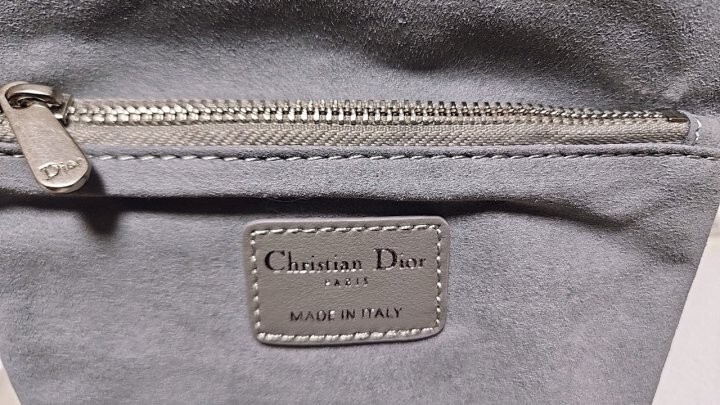 Dior
Christian Dior
PARIS
MADE IN ITALY